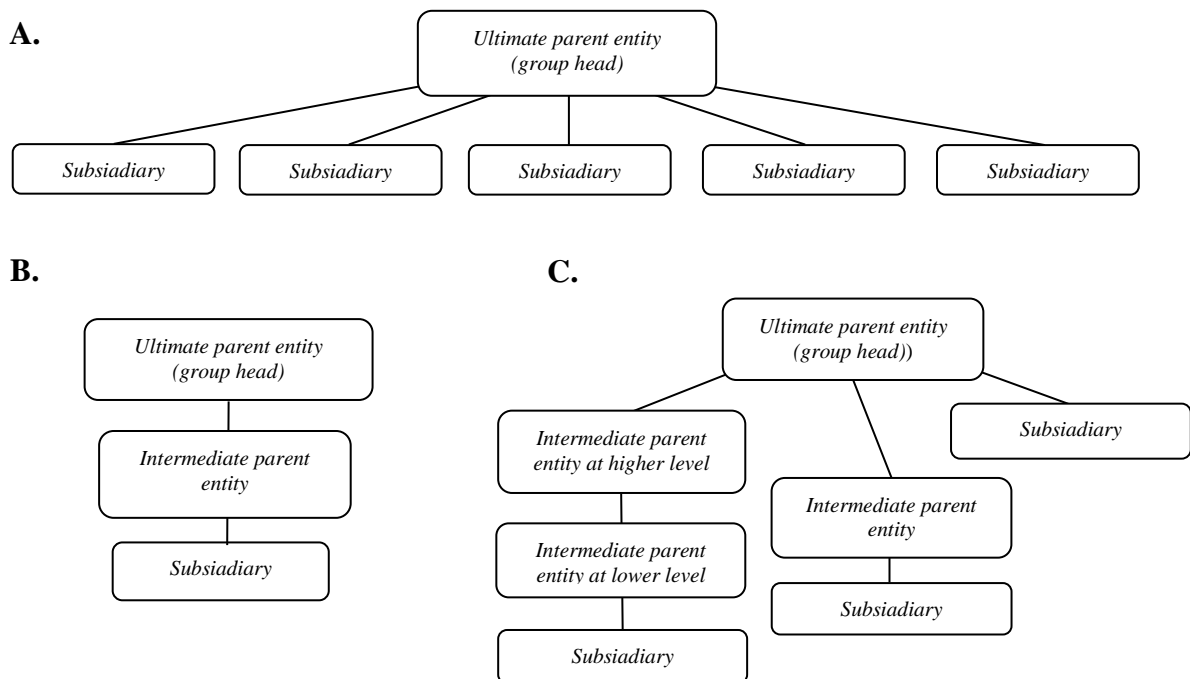 A.
Ultimate parent entity
(group head)
Subsiadiary
Subsiadiary
Subsiadiary
Subsiadiary
Subsiadiary
B.
Ultimate parent entity
(group head)
Intermediate parent
entity
Subsiadiary
C.
Ultimate parent entity
(group head))
Intermediate parent
entity at higher level
Intermediate parent
entity at lower level
Subsiadiary
Intermediate parent
entity
Subsiadiary
Subsiadiary